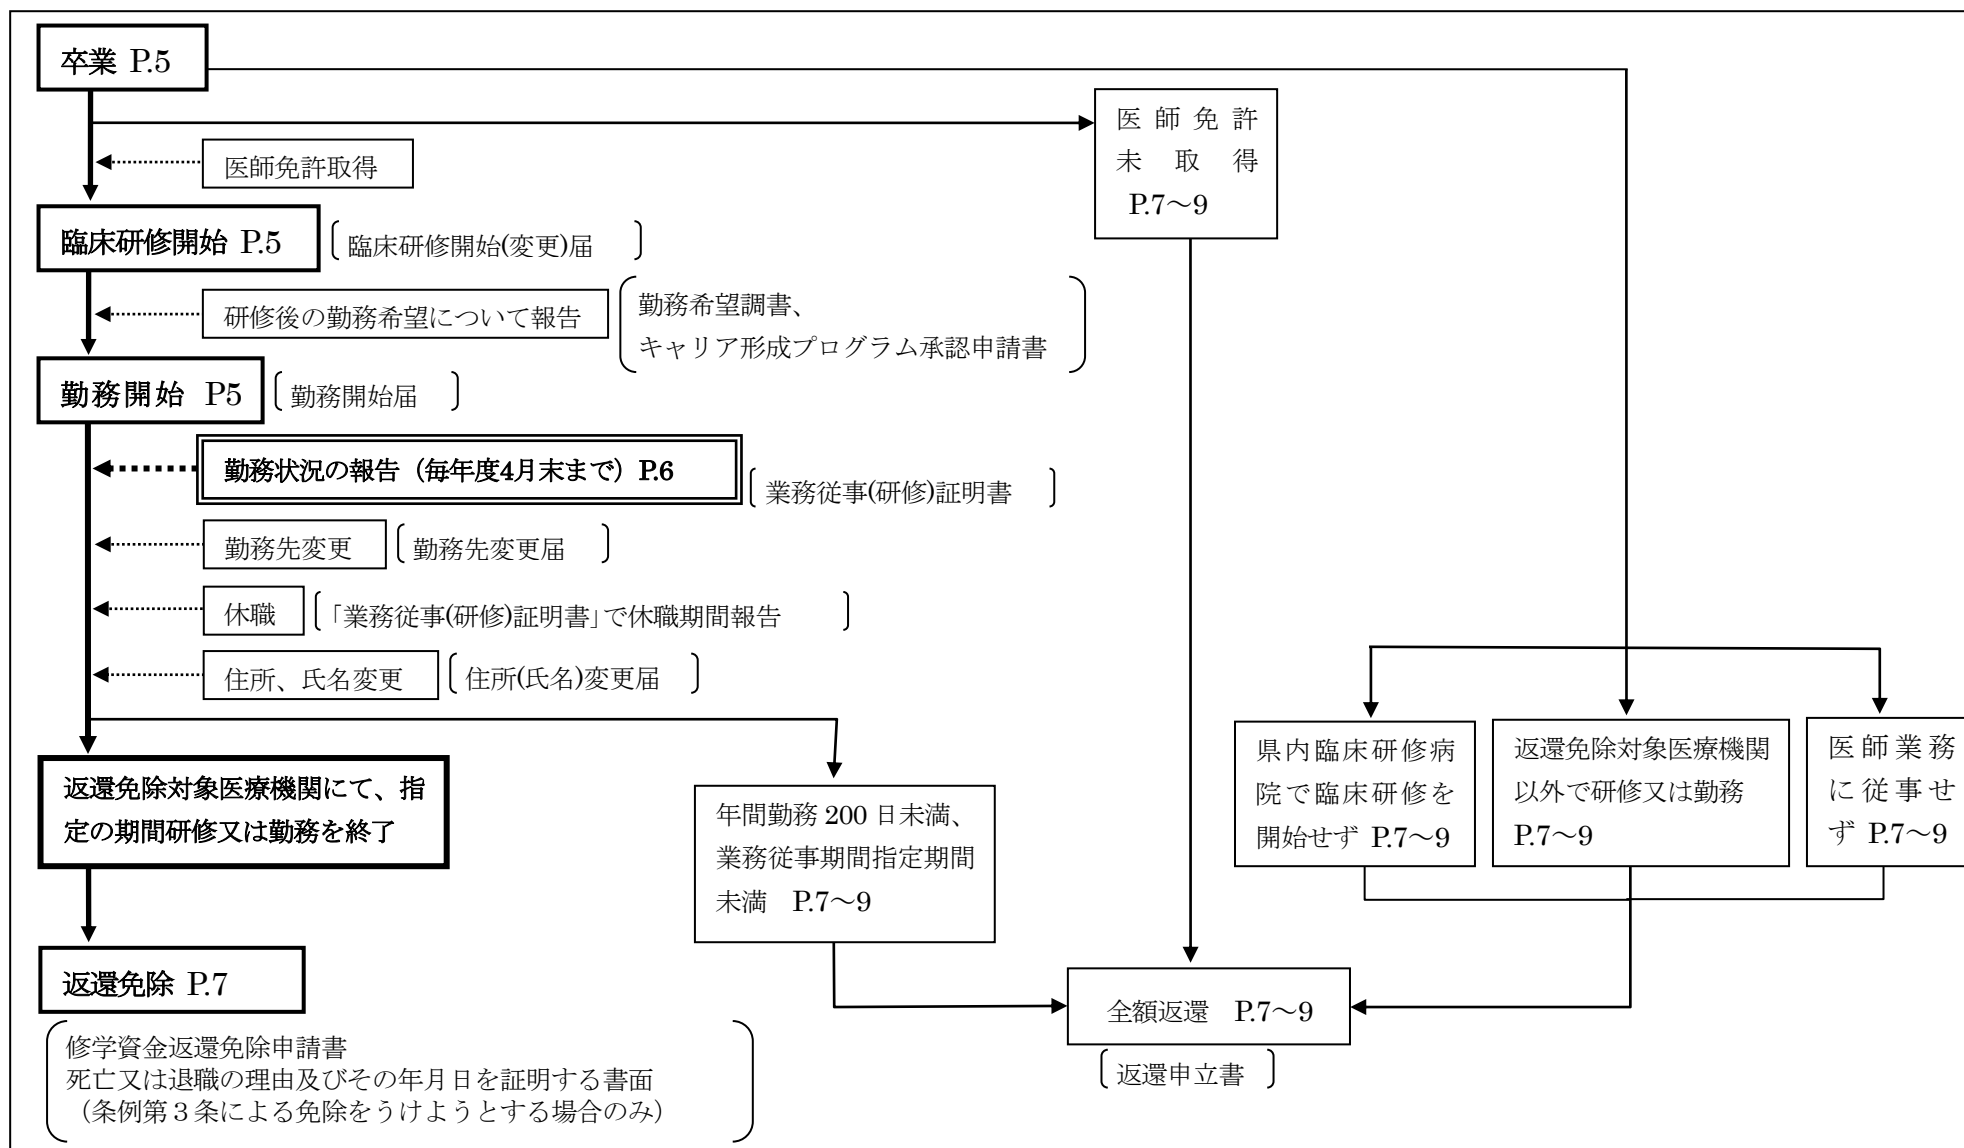 卒業 P.5
医師免許
未取得
P.7～9
医師免許取得
臨床研修開始 P.5
臨床研修開始(変更)届
研修後の勤務希望について報告
勤務希望調書、
キャリア形成プログラム承認申請書
勤務開始 P5
勤務開始届
勤務状況の報告（毎年度4月末まで）P.6
業務従事(研修)証明書
勤務先変更
勤務先変更届
休職
「業務従事(研修)証明書」で休職期間報告
住所、氏名変更
住所(氏名)変更届
返還免除対象医療機関にて、指
定の期間研修又は勤務を終了
年間勤務 200 日未満、
業務従事期間指定期間
未満 P.7～9
県内臨床研修病
院で臨床研修を
開始せず P.7～9
返還免除対象医療機関
以外で研修又は勤務
P.7～9
医師業務
に従事せ
ず P.7～9
返還免除 P.7
修学資金返還免除申請書
死亡又は退職の理由及びその年月日を証明する書面
（条例第３条による免除をうけようとする場合のみ）
全額返還 P.7～9
返還申立書